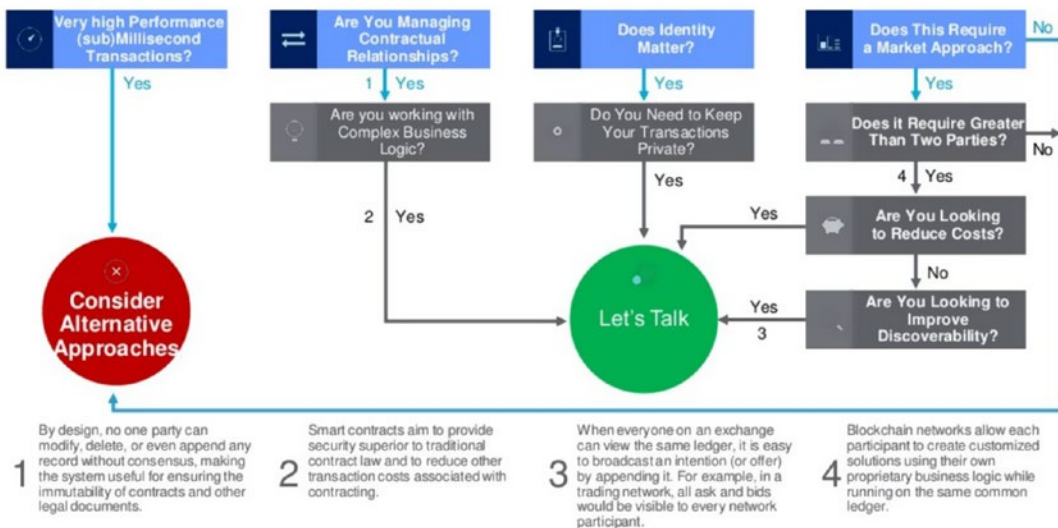 Very high Performance
(sub)Millisecond
Transactions?
Are You Managing
Contractual
Relationships?
Does Identity
Matter?
Does This Require
a Market Approach?
No
Yes
1 Yes
Yes
Yes
Are you working with
Complex Business
Logic?
Do You Need to Keep
Your Transactions
Private?
Does it Require Greater
Than Two Parties?
No
4 Yes
2 Yes
Yes
Yes
Are You Looking
to Reduce Costs?
No
Consider
Alternative
Approaches
Let's Talk
Yes
3
Are You Looking to
Improve
Discoverability?
1
By design, no one party can
modify, delete, or even append any
record without consensus, making
the system useful for ensuring the
immutability of contracts and other
legal documents.
2
Smart contracts aim to provide
security superior to traditional
contract law and to reduce other
transaction costs associated with
contracting.
3
When everyone on an exchange
can view the same ledger, it is easy
to broadcast an intention (or offer)
by appending it. For example, in a
trading network, all ask and bids
would be visible to every network
participant.
4
Blockchain networks allow each
participant to create customized
solutions using their own
proprietary business logic while
running on the same common
ledger.